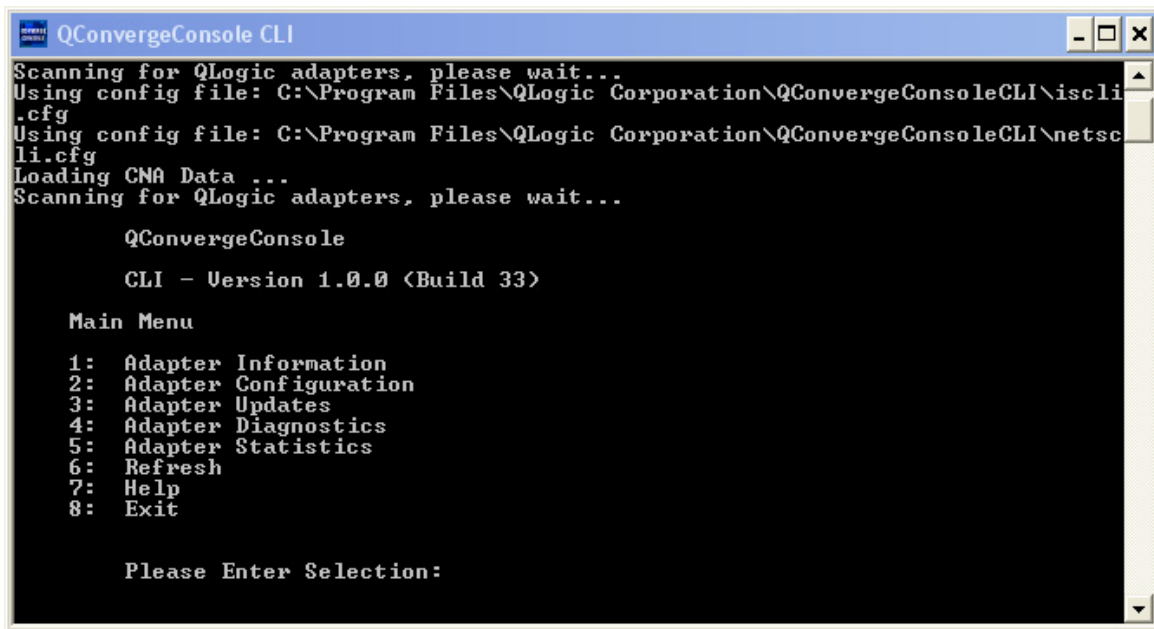 QConvergeConsole CLI
Scanning for QLogic adapters, please wait...
Using config file: C:\Program Files\QLogic Corporation\QConvergeConsoleCLI\iscli
.cfg
Using config file: C:\Program Files\QLogic Corporation\QConvergeConsoleCLI\netsc
li.cfg
Loading CNA Data ...
Scanning for QLogic adapters, please wait...
QConvergeConsole
CLI - Version 1.0.0 (Build 33)
Main Menu
1: Adapter Information
2: Adapter Configuration
3: Adapter Updates
4: Adapter Diagnostics
5: Adapter Statistics
6: Refresh
7: Help
8: Exit
Please Enter Selection: